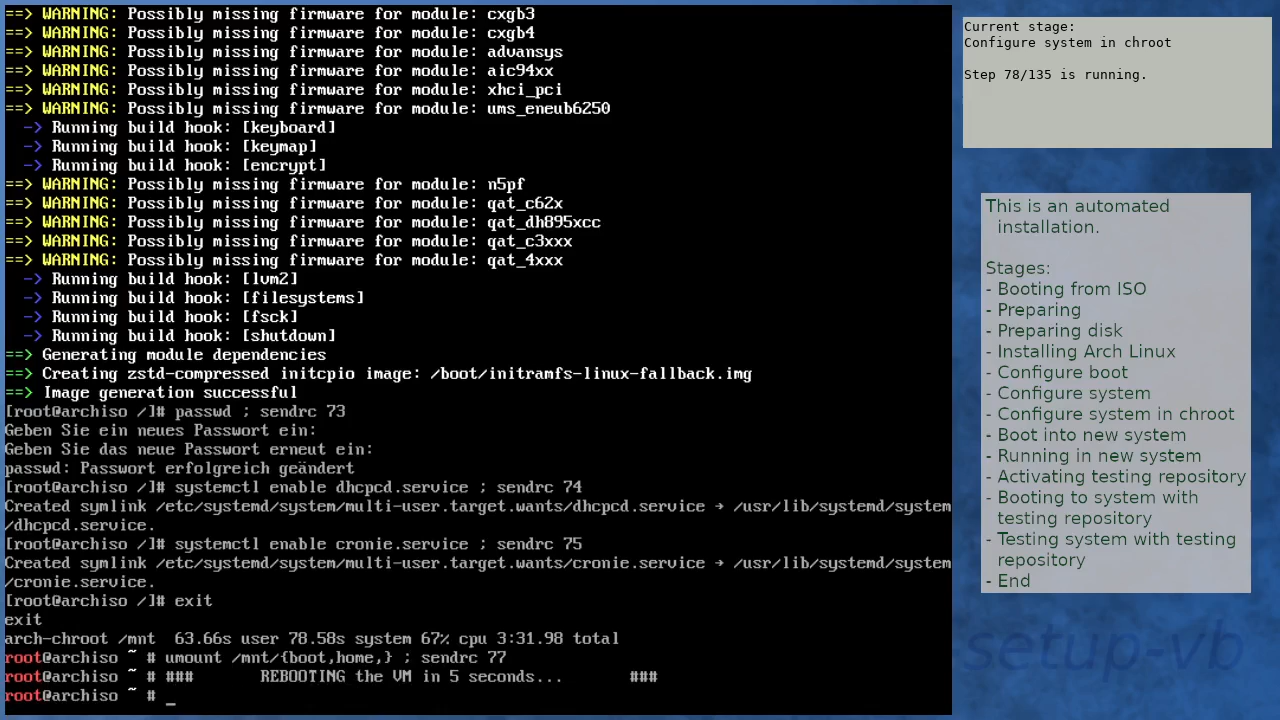 ==> WARNING: Possibly missing firmware for module: cxgb3
==> WARNING: Possibly missing firmware for module: cxgb4
==> WARNING: Possibly missing firmware for module: advansys
==> WARNING: Possibly missing firmware for module: aic94xx
==> WARNING: Possibly missing firmware for module: xhci_pci
==> WARNING: Possibly missing firmware for module: ums_eneub6250
  -> Running build hook: [keyboard]
  -> Running build hook: [keymap]
  -> Running build hook: [encrypt]
==> WARNING: Possibly missing firmware for module: n5pf
==> WARNING: Possibly missing firmware for module: qat_c62x
==> WARNING: Possibly missing firmware for module: qat_dh895xcc
==> WARNING: Possibly missing firmware for module: qat_c3xxx
==> WARNING: Possibly missing firmware for module: qat_4xxx
  -> Running build hook: [lvm2]
  -> Running build hook: [filesystems]
  -> Running build hook: [fsck]
  -> Running build hook: [shutdown]
==> Generating module dependencies
==> Creating zstd-compressed initcpio image: /boot/initramfs-linux-fallback.img
==> Image generation successful
[root@archiso /]# passwd ; sendrc 73
Geben Sie ein neues Passwort ein:
Geben Sie das neue Passwort erneut ein:
passwd: Passwort erfolgreich geändert
[root@archiso /]# systemctl enable dhcpcd.service ; sendrc 74
Created symlink /etc/systemd/system/multi-user.target.wants/dhcpcd.service → /usr/lib/systemd/system
/dhcpcd.service.
[root@archiso /]# systemctl enable cronie.service ; sendrc 75
Created symlink /etc/systemd/system/multi-user.target.wants/cronie.service → /usr/lib/systemd/system
/cronie.service.
[root@archiso /]# exit
exit
arch-chroot /mnt  63.66s user 78.58s system 67% cpu 3:31.98 total
root@archiso ~ # umount /mnt/{boot,home,} ; sendrc 77
root@archiso ~ # ###       REBOOTING the VM in 5 seconds...       ###
root@archiso ~ # _
Current stage:
Configure system in chroot
Step 78/135 is running.
This is an automated
installation.
Stages:
- Booting from ISO
- Preparing
- Preparing disk
- Installing Arch Linux
- Configure boot
- Configure system
- Configure system in chroot
- Boot into new system
- Running in new system
- Activating testing repository
- Booting to system with
testing repository
- Testing system with testing
repository
- End
setup-vb